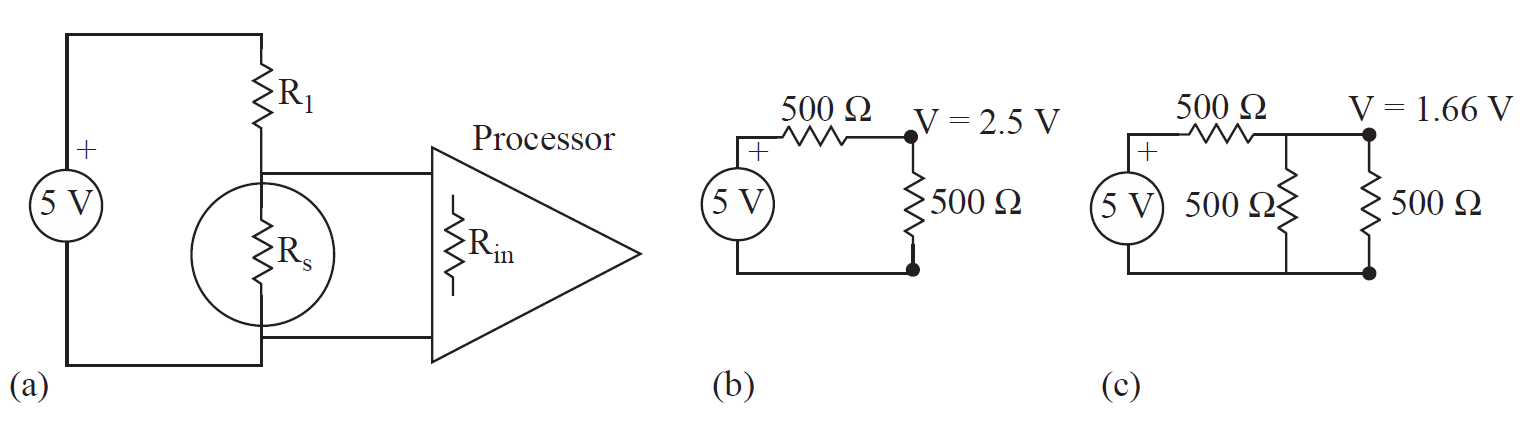 R1
+
5 V
Rs
Processor
Rin
(a)
500 Ω
V = 2.5 V
+
5 V
500 Ω
(b)
500 Ω
V = 1.66 V
+
5 V
500 Ω
500 Ω
(c)